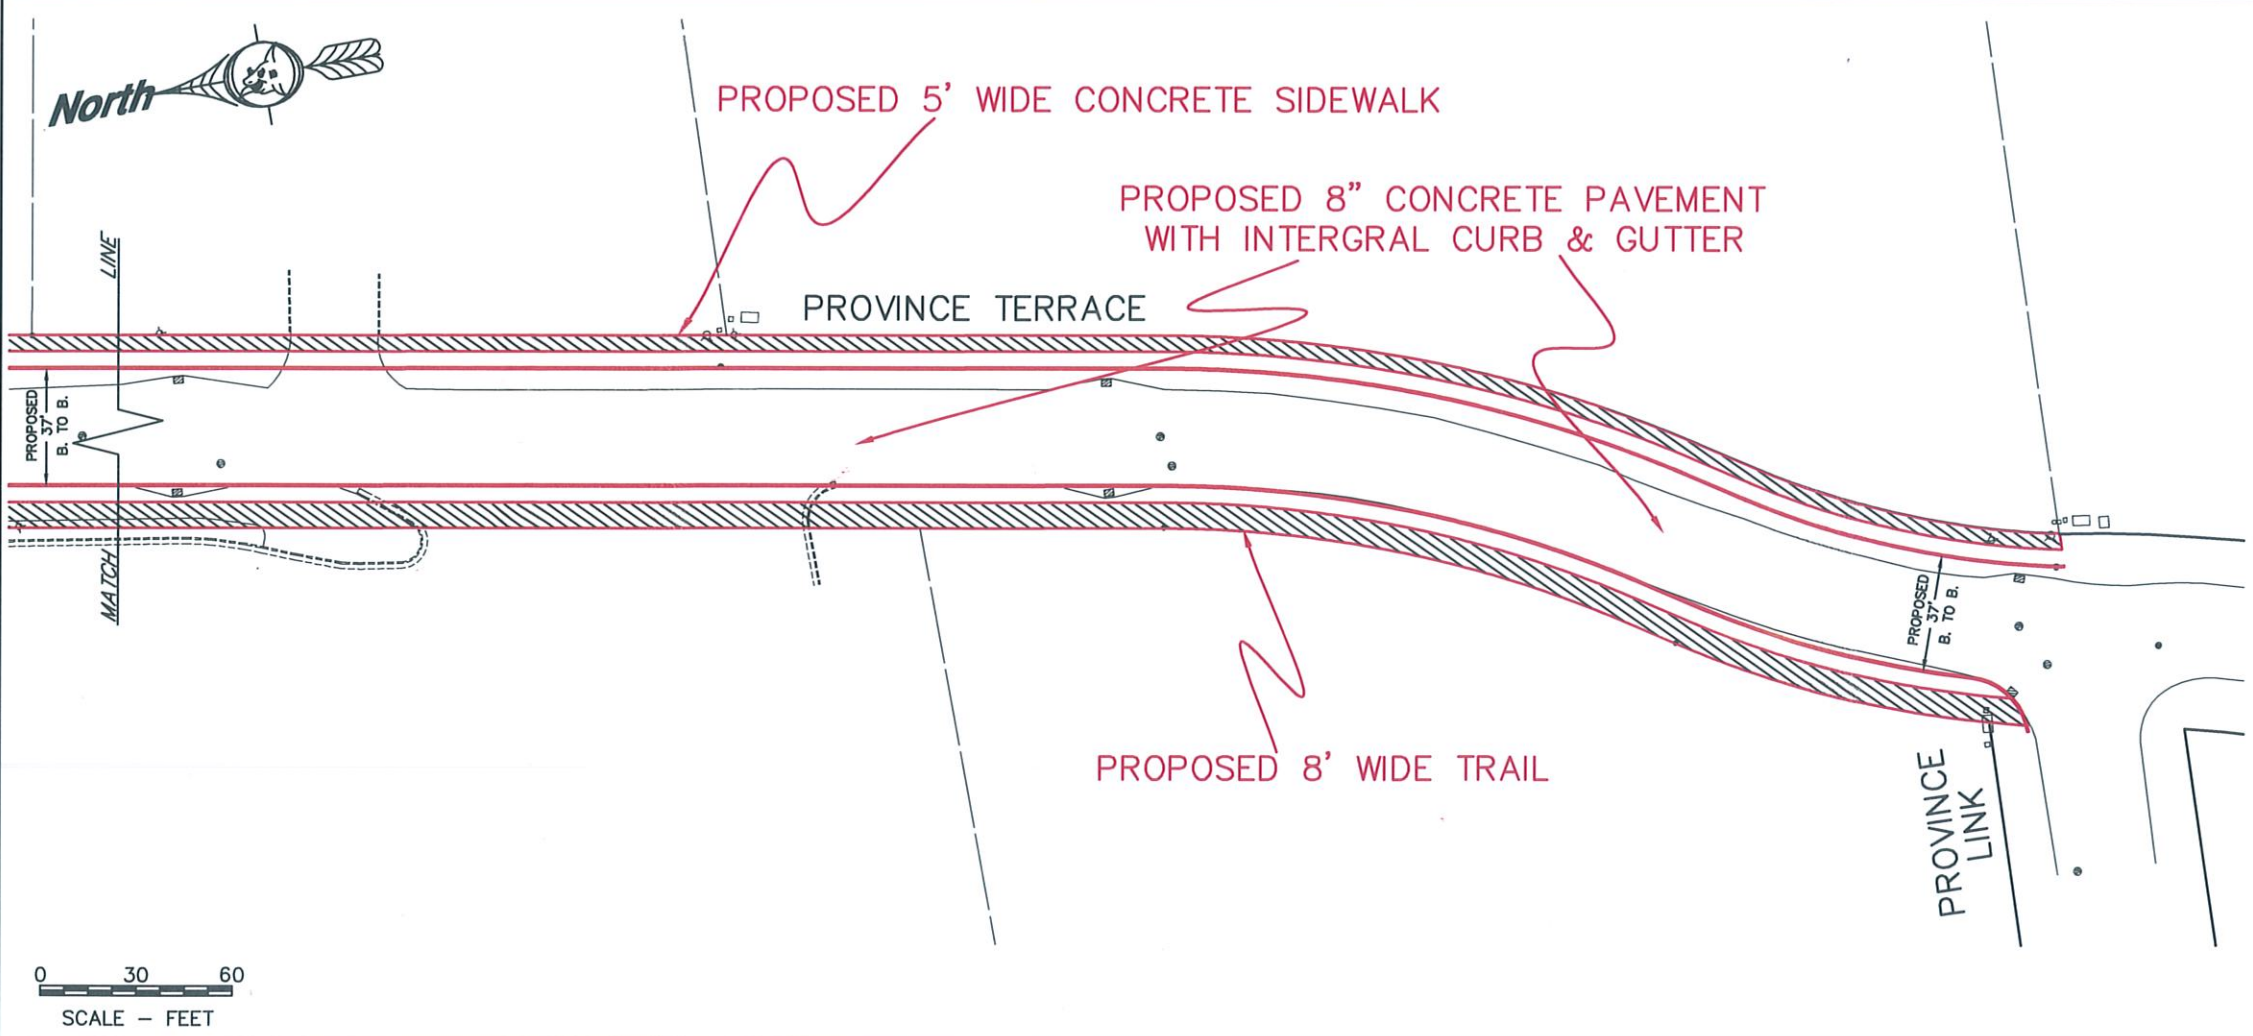 North
PROPOSED 5' WIDE CONCRETE SIDEWALK
PROPOSED 8" CONCRETE PAVEMENT
WITH INTERGRAL CURB & GUTTER
LINE
PROVINCE TERRACE
PROPOSED
37'
B. TO B.
MATCH
PROPOSED
37'
B. TO B.
PROPOSED 8' WIDE TRAIL
PROVINCE
LINK
0 30 60
SCALE - FEET